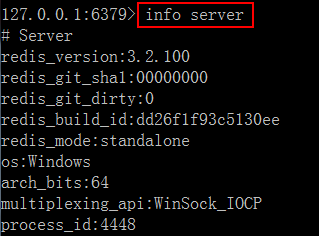 127.0.0.1:6379> info server
# Server
redis_version:3.2.100
redis_git_sha1:00000000
redis_git_dirty:0
redis_build_id:dd26f1f93c5130ee
redis_mode:standalone
os:Windows
arch_bits:64
multiplexing_api:WinSock_IOCP
process_id:4448